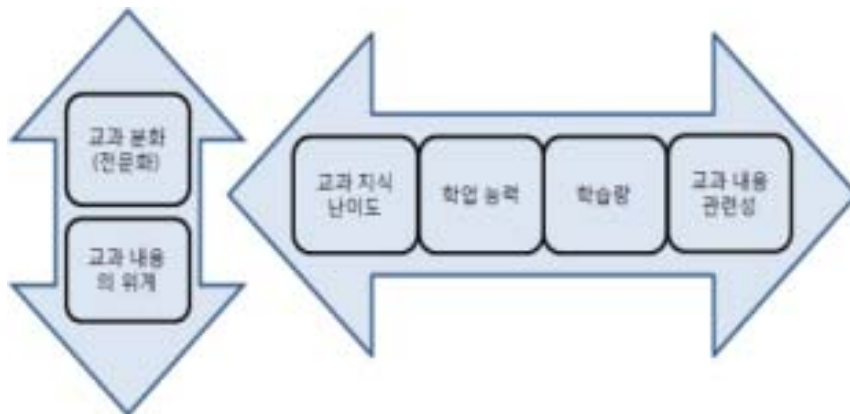 교과 분화
(전문화)
교과 내용
의 위계
교과 지식
난이도
학업 능력
학습량
교과 내용
관련성